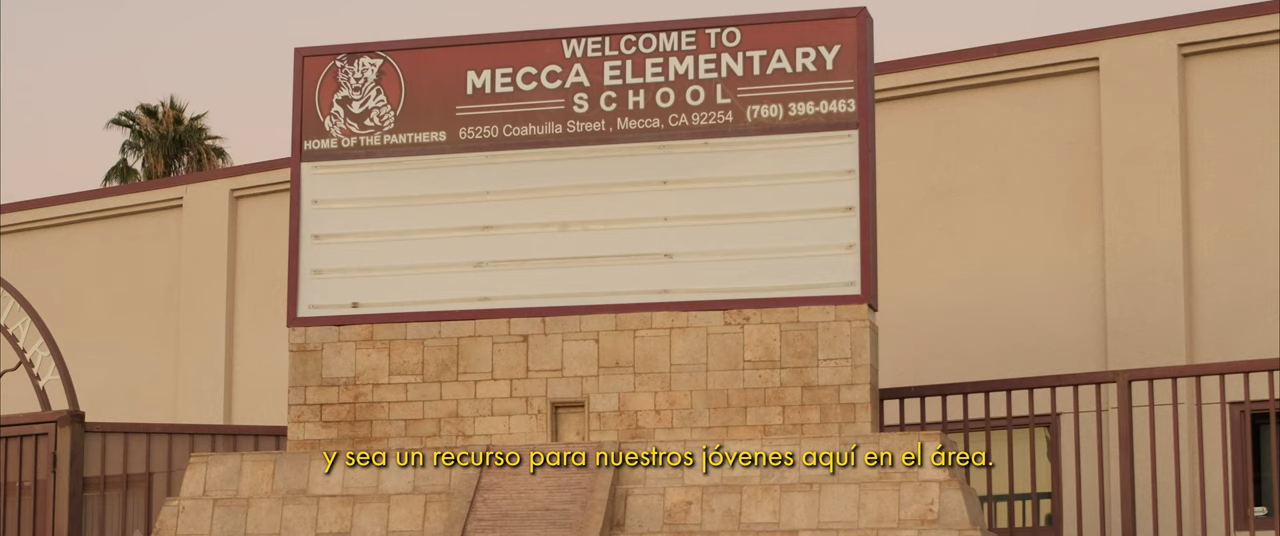 WELCOME TO
MECCA ELEMENTARY
SCHOOL
(760) 396-0463
65250 Coahuilla Street , Mecca, CA 92254
HOME OF THE PANTHERS
TARY
y sea un recurso para nuestros jóvenes aquí en el área.